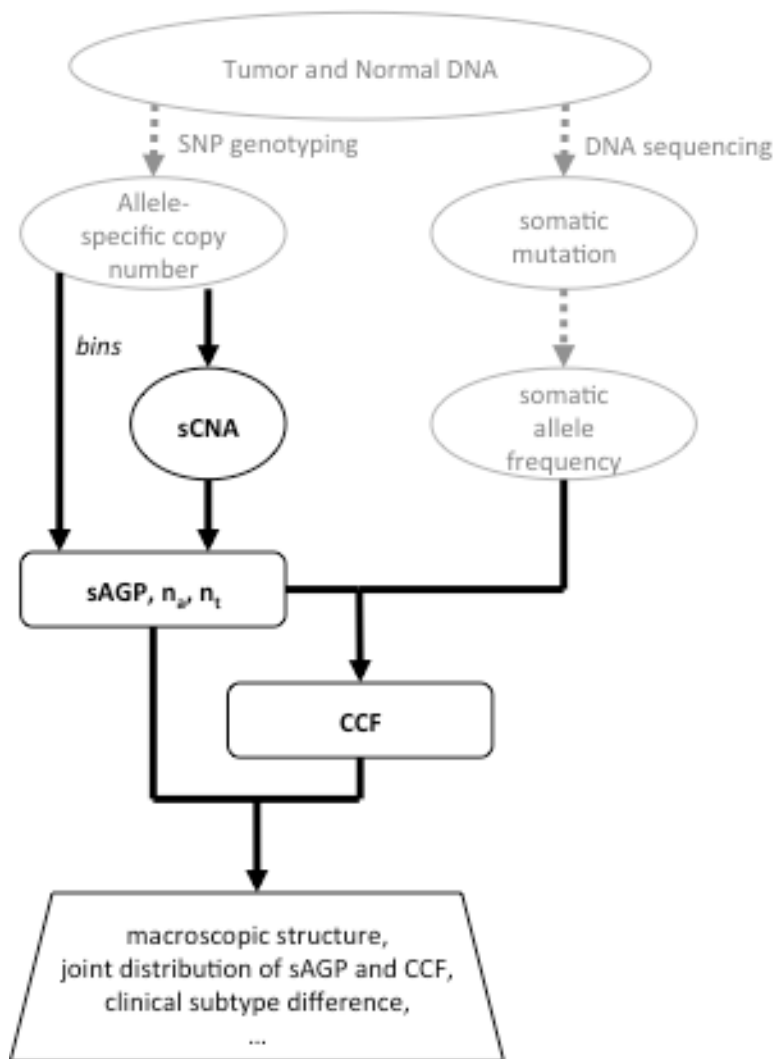 Tumor and Normal DNA
SNP genotyping
DNA sequencing
Allele-
specific copy
number
somatic
mutation
bins
sCNA
somatic
allele
frequency
sAGP, nₐ, nₜ
CCF
macroscopic structure,
joint distribution of sAGP and CCF,
clinical subtype difference,
...